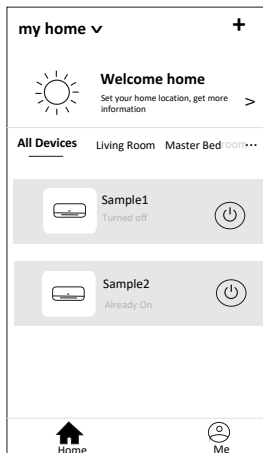 my home
+
Welcome home
Set your home location, get more
information
>
All Devices Living Room Master Bedroom ...
Sample1
Turned off
Sample2
Already On
Home Me